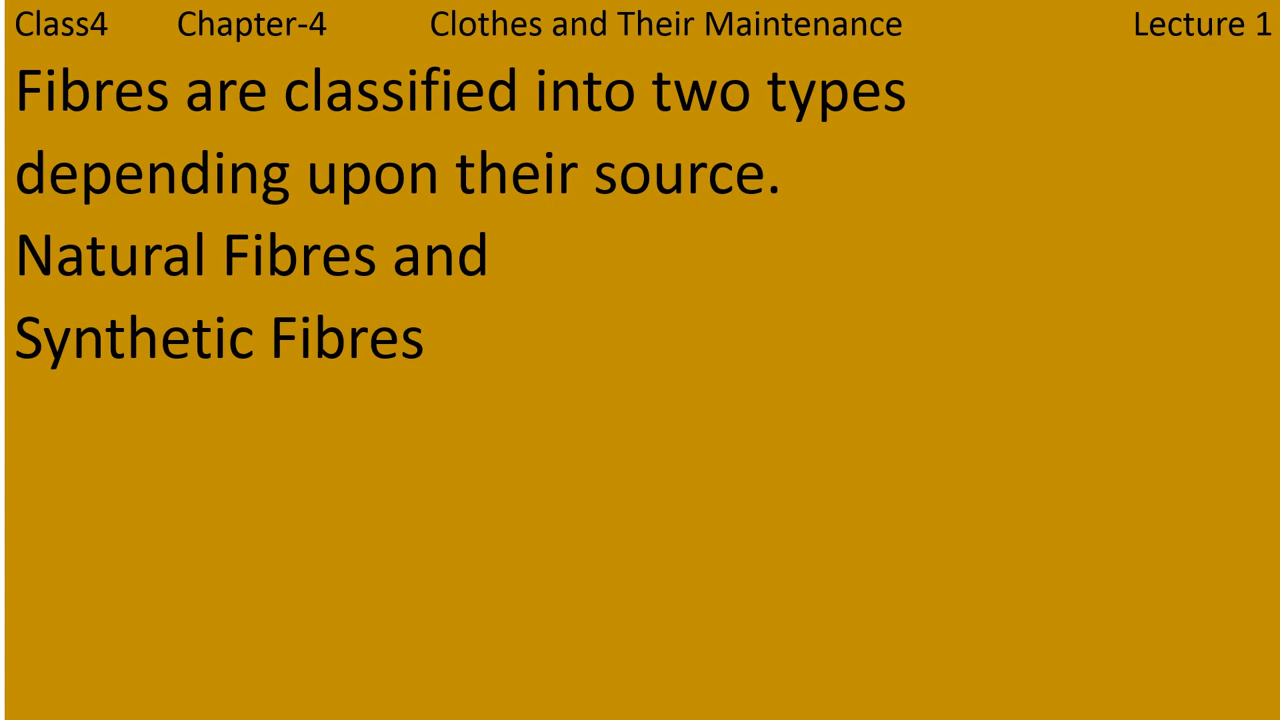 Class4 Chapter-4 Clothes and Their Maintenance Lecture 1
Fibres are classified into two types
depending upon their source.
Natural Fibres and
Synthetic Fibres